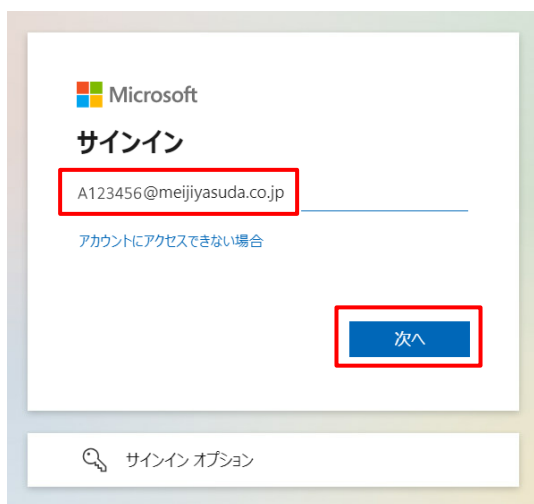 Microsoft
サインイン
A123456@meijiyasuda.co.jp
アカウントにアクセスできない場合
次へ
サインイン オプション